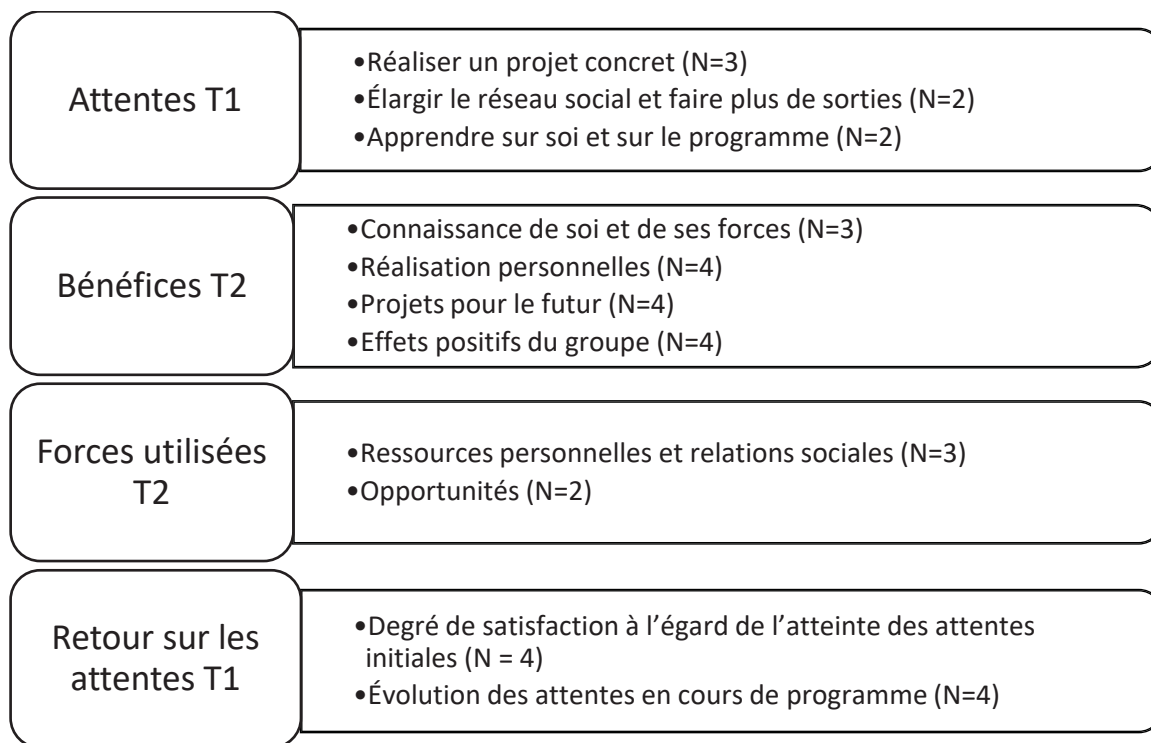 Attentes T1
•Réaliser un projet concret (N=3)
•Élargir le réseau social et faire plus de sorties (N=2)
•Apprendre sur soi et sur le programme (N=2)
Bénéfices T2
•Connaissance de soi et de ses forces (N=3)
•Réalisation personnelles (N=4)
•Projets pour le futur (N=4)
•Effets positifs du groupe (N=4)
Forces utilisées
T2
•Ressources personnelles et relations sociales (N=3)
•Opportunités (N=2)
Retour sur les
attentes T1
•Degré de satisfaction à l’égard de l’atteinte des attentes
initiales (N = 4)
•Évolution des attentes en cours de programme (N=4)